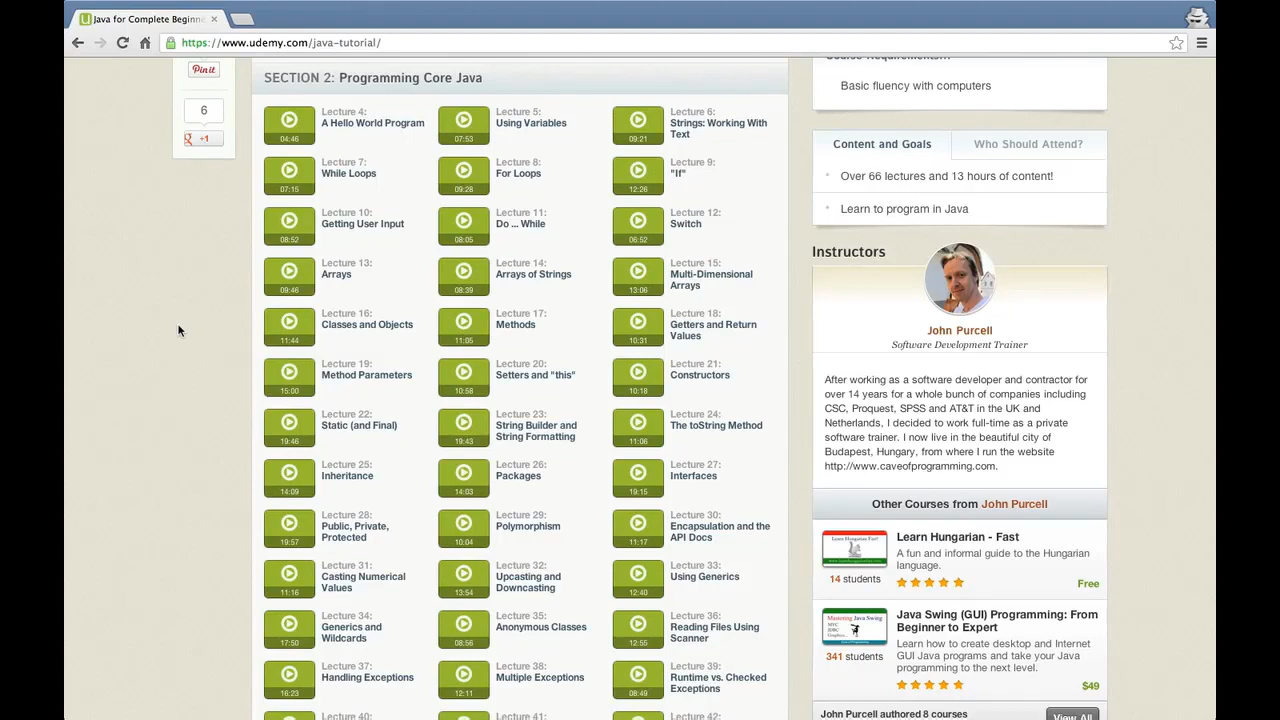 Java for Complete Beginne
https://www.udemy.com/java-tutorial/
Pin it
6
+1
SECTION 2: Programming Core Java
04:46
Lecture 4:
A Hello World Program
07:53
Lecture 5:
Using Variables
09:21
Lecture 6:
Strings: Working With
Text
07:15
Lecture 7:
While Loops
09:28
Lecture 8:
For Loops
12:26
Lecture 9:
"If"
08:52
Lecture 10:
Getting User Input
08:05
Lecture 11:
Do ... While
06:52
Lecture 12:
Switch
09:46
Lecture 13:
Arrays
08:39
Lecture 14:
Arrays of Strings
13:06
Lecture 15:
Multi-Dimensional
Arrays
11:44
Lecture 16:
Classes and Objects
11:05
Lecture 17:
Methods
10:31
Lecture 18:
Getters and Return
Values
15:00
Lecture 19:
Method Parameters
10:58
Lecture 20:
Setters and "this"
10:18
Lecture 21:
Constructors
19:46
Lecture 22:
Static (and Final)
19:43
Lecture 23:
String Builder and
String Formatting
11:06
Lecture 24:
The toString Method
14:09
Lecture 25:
Inheritance
14:03
Lecture 26:
Packages
19:15
Lecture 27:
Interfaces
19:57
Lecture 28:
Public, Private,
Protected
10:04
Lecture 29:
Polymorphism
11:17
Lecture 30:
Encapsulation and the
API Docs
11:16
Lecture 31:
Casting Numerical
Values
13:54
Lecture 32:
Upcasting and
Downcasting
12:40
Lecture 33:
Using Generics
17:50
Lecture 34:
Generics and
Wildcards
08:56
Lecture 35:
Anonymous Classes
12:55
Lecture 36:
Reading Files Using
Scanner
16:23
Lecture 37:
Handling Exceptions
12:11
Lecture 38:
Multiple Exceptions
08:49
Lecture 39:
Runtime vs. Checked
Exceptions
Lecture 40:
Lecture 41:
Lecture 42:
Basic fluency with computers
Content and Goals
Who Should Attend?
Over 66 lectures and 13 hours of content!
Learn to program in Java
Instructors
John Purcell
Software Development Trainer
After working as a software developer and contractor for
over 14 years for a whole bunch of companies including
CSC, Proquest, SPSS and AT&T in the UK and
Netherlands, I decided to work full-time as a private
software trainer. I now live in the beautiful city of
Budapest, Hungary, from where I run the website
http://www.caveofprogramming.com.
Other Courses from John Purcell
Learn Hungarian - Fast
A fun and informal guide to the Hungarian
language.
14 students
Free
Java Swing (GUI) Programming: From
Beginner to Expert
Learn how to create desktop and Internet
GUI Java programs and take your Java
programming to the next level.
341 students
$49
John Purcell authored 8 courses
View All